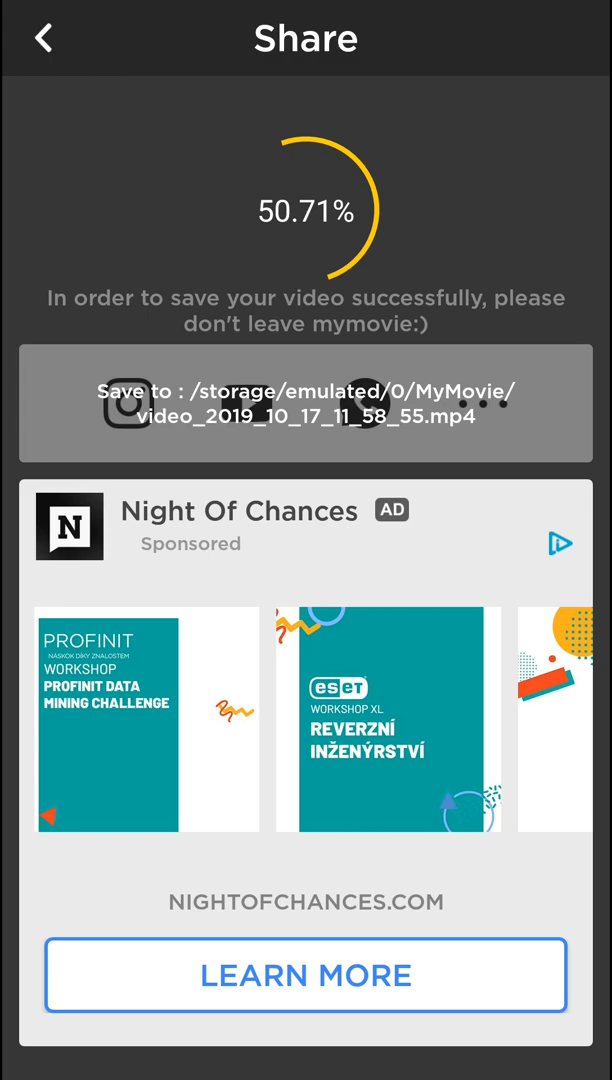 Share
50.71%
In order to save your video successfully, please
don't leave mymovie:)
Save to : /storage/emulated/0/MyMovie/
video_2019_10_17_11_58_55.mp4
N
Night Of Chances AD
Sponsored
PROFINIT
NÁSKOK DÍKY ZNALOSTEM
WORKSHOP
PROFINIT DATA
MINING CHALLENGE
eseT
WORKSHOP XL
REVERZNÍ
INŽENÝRSTVÍ
NIGHTOFCHANCES.COM
LEARN MORE